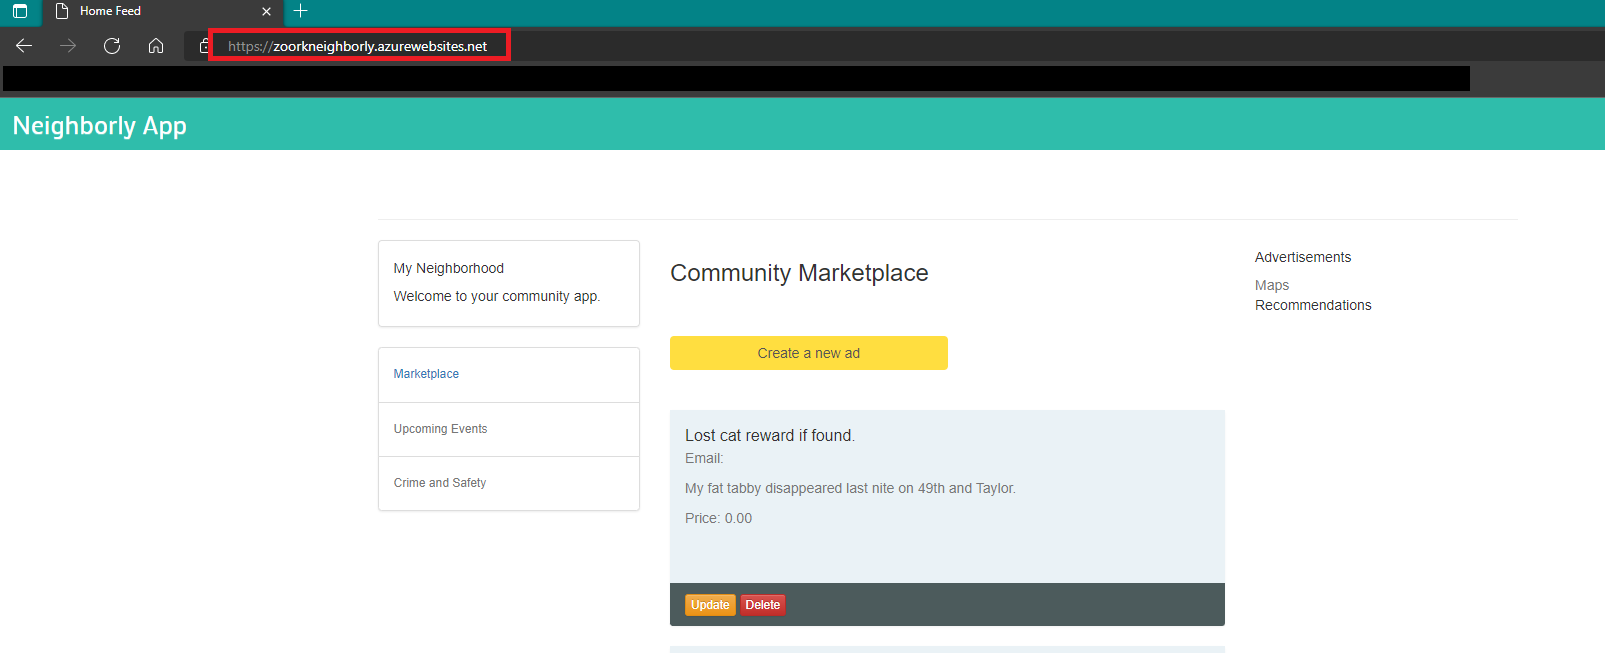 Home Feed
https://zoorkneighborly.azurewebsites.net
Neighborly App
My Neighborhood
Welcome to your community app.
Marketplace
Upcoming Events
Crime and Safety
Community Marketplace
Create a new ad
Lost cat reward if found.
Email:
My fat tabby disappeared last nite on 49th and Taylor.
Price: 0.00
Update Delete
Advertisements
Maps
Recommendations